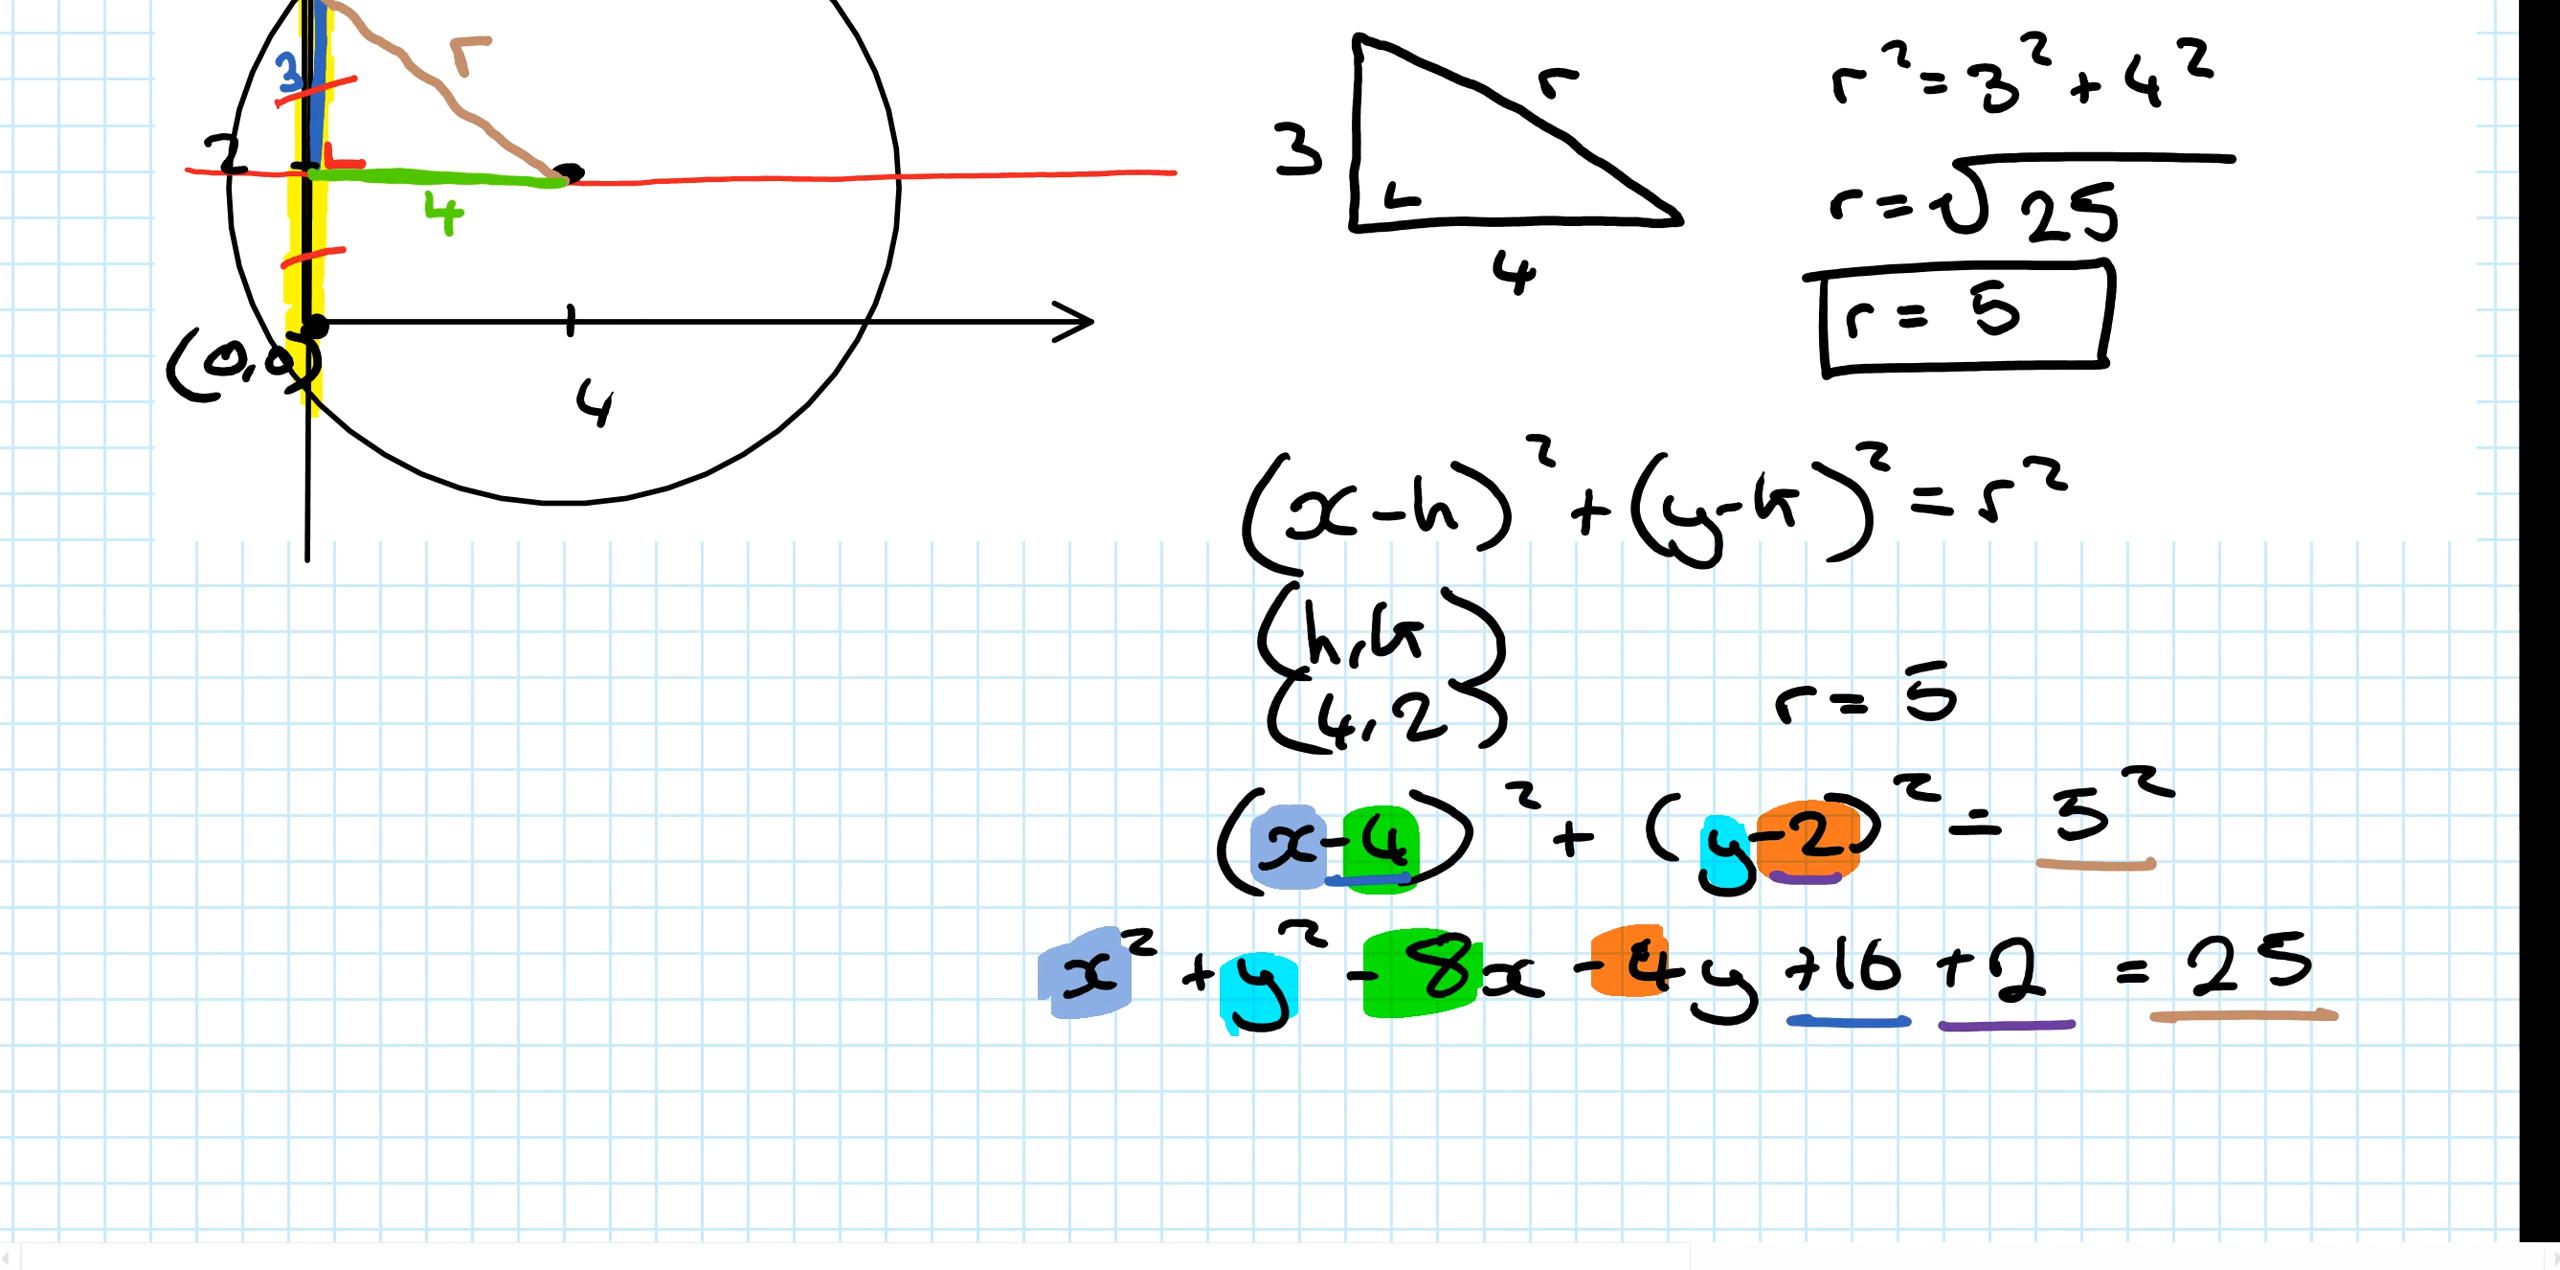 r
3
2
4
(0,0)
4
3
r
4
r² = 3² + 4²
r = √25
r = 5
(x-h)² + (y-k)² = r²
(h,k)
(4,2)
r = 5
(x-4)² + (y-2)² = 5²
x² + y² - 8x - 4y + 16 + 2 = 25